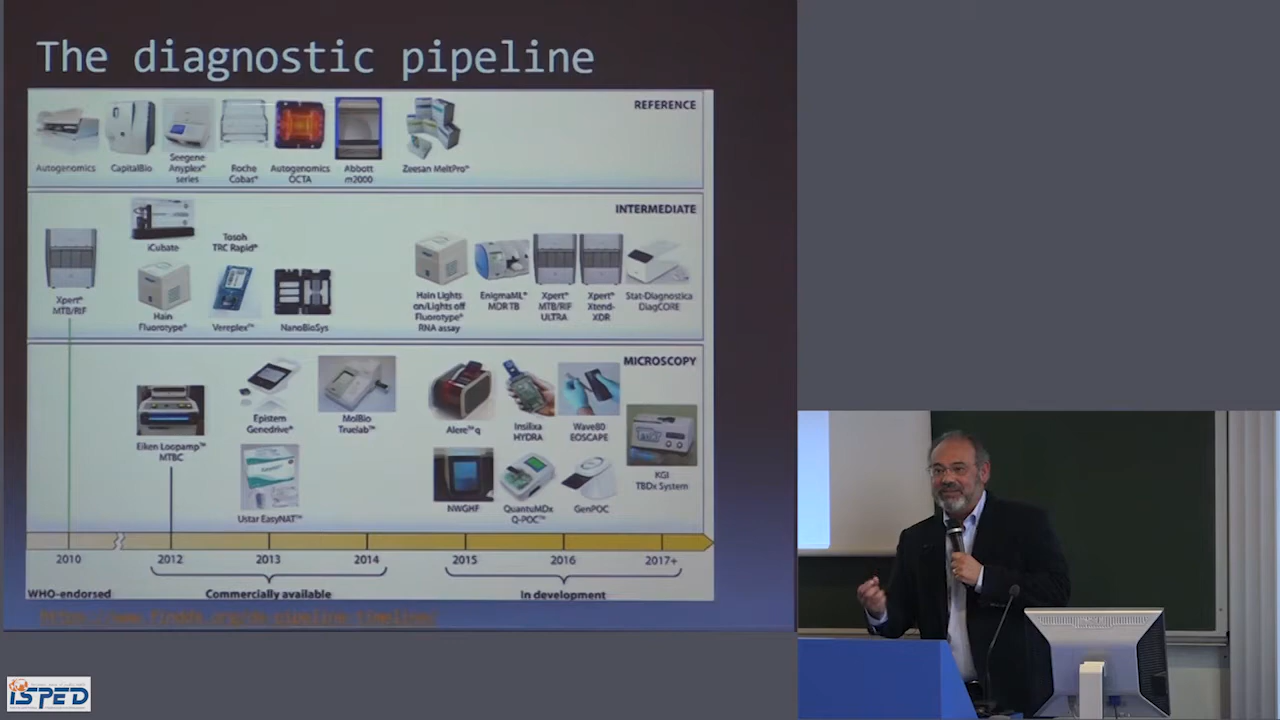 The diagnostic pipeline
REFERENCE
Autogenomics
CapitalBio
Seegene
Anyplex™
series
Roche
Cobas®
Autogenomics
OCTA
Abbott
m2000
Zeesan MeltPro™
INTERMEDIATE
Xpert®
MTB/RIF
iCubate
Hain
Fluorotype®
Tosoh
TRC Rapid®
Vereplex™
NanoBioSys
Hain Lights
on/Lights off
Fluorotype®
RNA assay
EnigmaML®
MDR TB
Xpert®
MTB/RIF
ULTRA
Xpert®
Xtend-
XDR
Stat-Diagnostica
DiagCORE
MICROSCOPY
Eiken Loopamp™
MTBC
Epistem
Genedrive®
Ustar EasyNAT™
MolBio
Truelab™
Alere™ q
NWGHF
Insilixa
HYDRA
QuantuMDx
Q-POC™
Wave80
EOSCAPE
GenPOC
KGI
TBDx System
2010
2012
2013
2014
2015
2016
2017+
WHO-endorsed
Commercially available
In development
ISPED